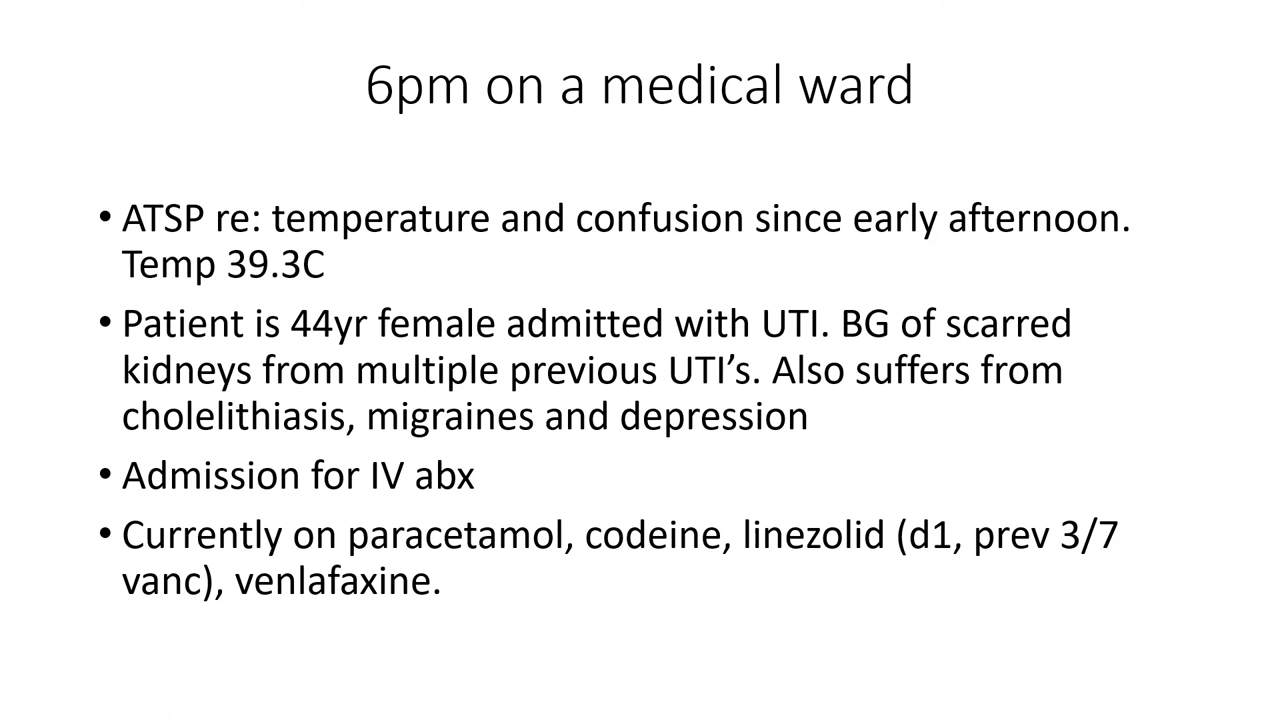 6pm on a medical ward
• ATSP re: temperature and confusion since early afternoon.
Temp 39.3C
• Patient is 44yr female admitted with UTI. BG of scarred
kidneys from multiple previous UTI’s. Also suffers from
cholelithiasis, migraines and depression
• Admission for IV abx
• Currently on paracetamol, codeine, linezolid (d1, prev 3/7
vanc), venlafaxine.